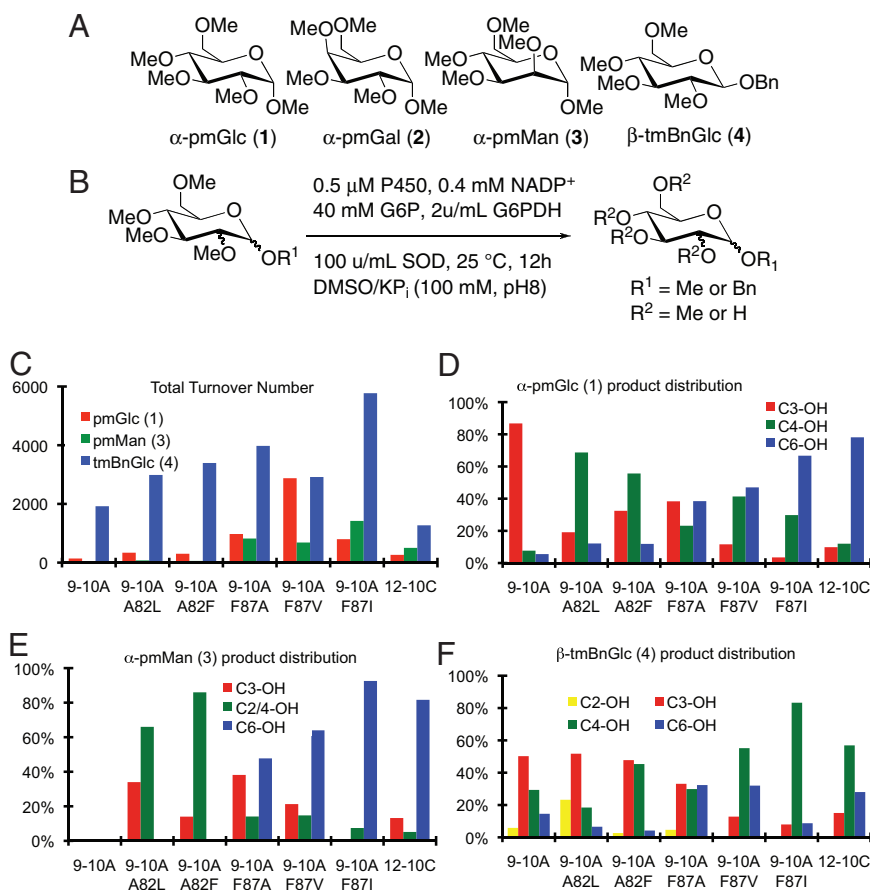 A
OMe
MeO
MeO
MeO
OMe
O
α-pmGlc (1)
MeO
OMe
MeO
MeO
OMe
O
α-pmGal (2)
OMe
MeO
MeO
MeO
OMe
O
α-pmMan (3)
OMe
MeO
MeO
MeO
OBn
O
β-tmBnGlc (4)
B
OMe
MeO
MeO
MeO
OR¹
O
0.5 μM P450, 0.4 mM NADP⁺
40 mM G6P, 2u/mL G6PDH
100 u/mL SOD, 25 °C, 12h
DMSO/KPᵢ (100 mM, pH8)
OR²
R²O
R²O
R²O
OR₁
O
R¹ = Me or Bn
R² = Me or H
C
Total Turnover Number
6000
4000
2000
0
pmGlc (1)
pmMan (3)
tmBnGlc (4)
9-10A 9-10A 9-10A 9-10A 9-10A 9-10A 12-10C
A82L A82F F87A F87V F87I
D
α-pmGlc (1) product distribution
100%
80%
60%
40%
20%
0%
C3-OH
C4-OH
C6-OH
9-10A 9-10A 9-10A 9-10A 9-10A 9-10A 12-10C
A82L A82F F87A F87V F87I
E
α-pmMan (3) product distribution
100%
80%
60%
40%
20%
0%
C3-OH
C2/4-OH
C6-OH
9-10A 9-10A 9-10A 9-10A 9-10A 9-10A 12-10C
A82L A82F F87A F87V F87I
F
β-tmBnGlc (4) product distribution
100%
80%
60%
40%
20%
0%
C2-OH C3-OH
C4-OH C6-OH
9-10A 9-10A 9-10A 9-10A 9-10A 9-10A 12-10C
A82L A82F F87A F87V F87I